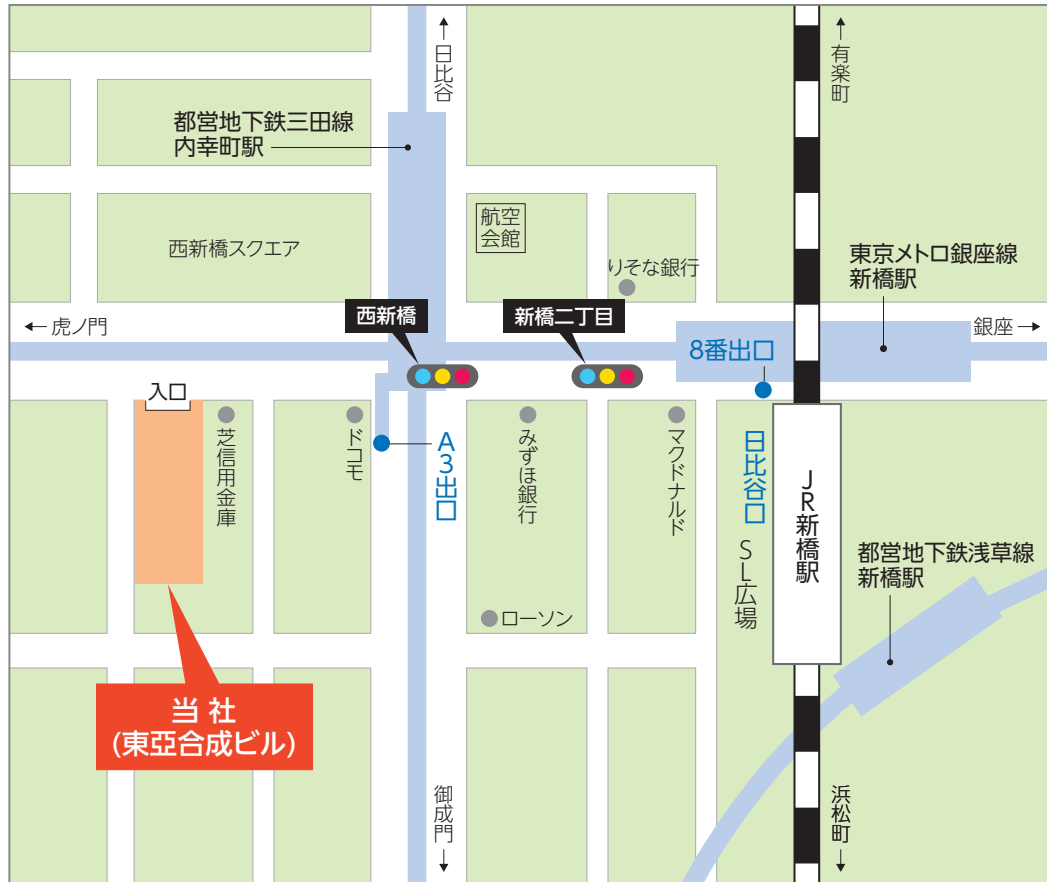 ↑
日比谷
↑
有楽町
都営地下鉄三田線
内幸町駅
航空
会館
西新橋スクエア
りそな銀行
東京メトロ銀座線
新橋駅
←虎ノ門
西新橋
新橋二丁目
銀座→
8番出口
入口
芝信用金庫
ドコモ
A3出口
みずほ銀行
マクドナルド
日比谷口
SL広場
JR新橋駅
都営地下鉄浅草線
新橋駅
ローソン
当社
(東亞合成ビル)
御成門
↓
浜松町
↓